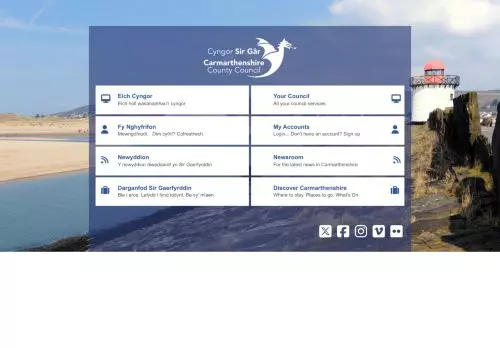 Cyngor Sir Gâr
Carmarthenshire
County Council
Eich Cyngor
Eich holl wasanaethau'r cyngor
Your Council
All your council services
Fy Nghyfrifon
Mewngofnodi... Dim cyfrif? Cofrestrwch
My Accounts
Login... Don't have an account? Sign up
Newyddion
Y newyddion diweddaraf yn Sir Gaerfyrddin
Newsroom
For the latest news in Carmarthenshire
Darganfod Sir Gaerfyrddin
Ble i aros. Lefydd i fynd iddynt. Be sy' mlaen
Discover Carmarthenshire
Where to stay. Places to go. What's On